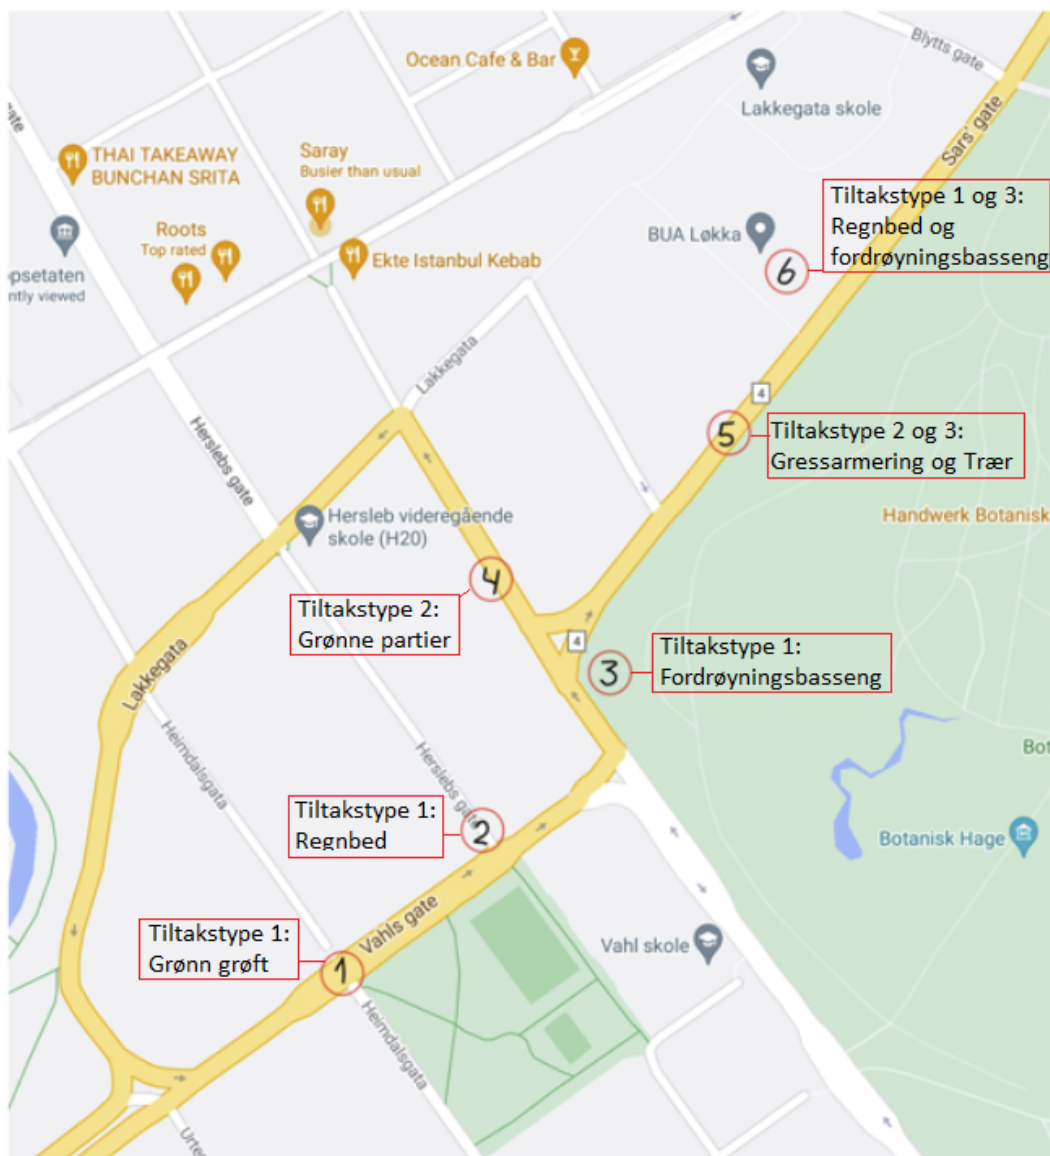 Blytts gate
Ocean Cafe & Bar
Lakkegata skole
gate
Sars' gate
THAI TAKEAWAY
BUNCHAN SRITA
Saray
Busier than usual
Tiltakstype 1 og 3:
Regnbed og
fordrøyningsbasseng
Roots
Top rated
BUA Løkka
Ekte Istanbul Kebab
opsetaten
ntly viewed
6
Lakkegata
4
Herslebs gate
5
Tiltakstype 2 og 3:
Gressarmering og Trær
Hersleb videregående
skole (H20)
Handwerk Botanisk
4
Tiltakstype 2:
Grønne partier
4
3
Tiltakstype 1:
Fordrøyningsbasseng
Lakkegata
Heimdalsgata
Herslebs gate
Bot
Tiltakstype 1:
Regnbed
2
Botanisk Hage
Vahls gate
Tiltakstype 1:
Grønn grøft
1
Vahl skole
Heimdalsgata
Urteg